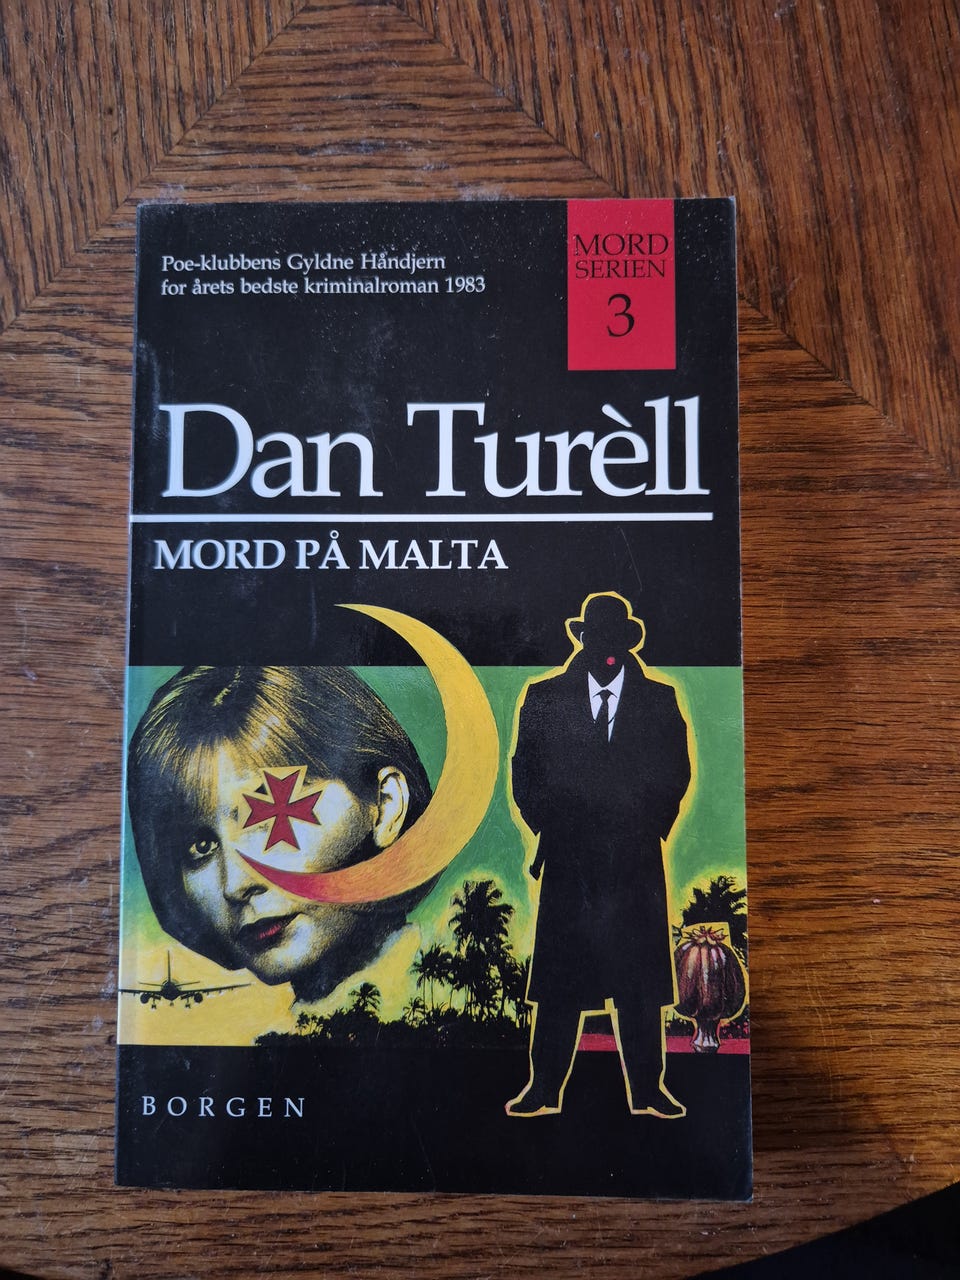 Poe-klubbens Gyldne Håndjern
for årets bedste kriminalroman 1983
MORD
SERIEN
3
Dan Turèll
MORD PÅ MALTA
BORGEN